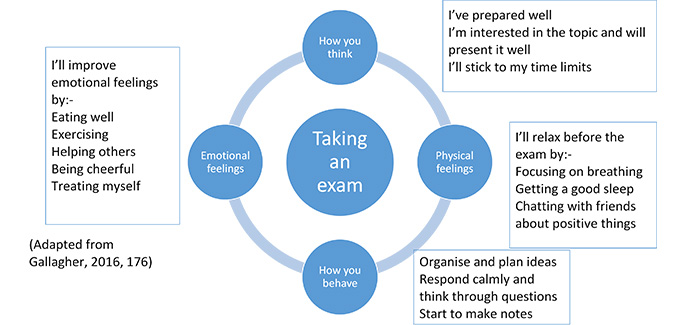 How you
think
I've prepared well
I'm interested in the topic and will
present it well
I'll stick to my time limits
I'll improve
emotional feelings
by:-
Eating well
Exercising
Helping others
Being cheerful
Treating myself
Emotional
feelings
Taking
an
exam
Physical
feelings
I'll relax before the
exam by:-
Focusing on breathing
Getting a good sleep
Chatting with friends
about positive things
(Adapted from
Gallagher, 2016, 176)
How you
behave
Organise and plan ideas
Respond calmly and
think through questions
Start to make notes